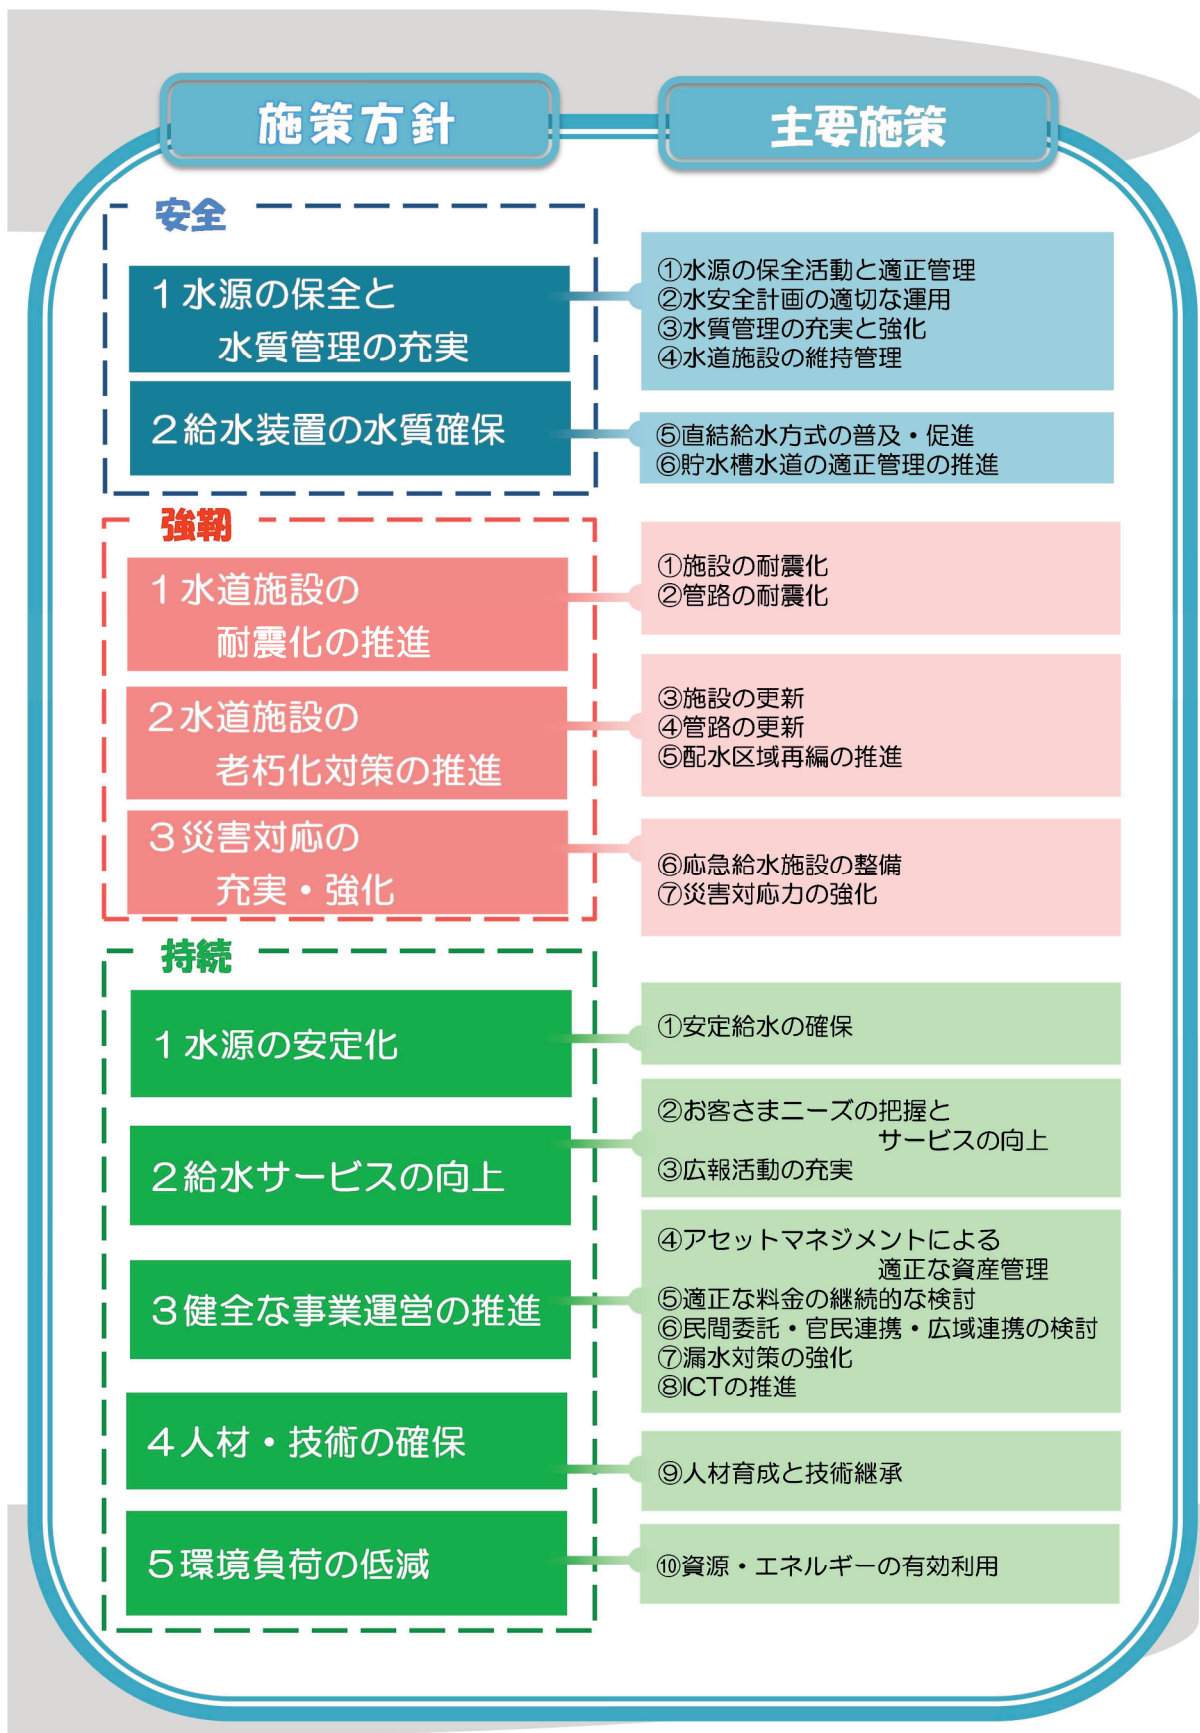 施策方針
主要施策
安全
1水源の保全と
水質管理の充実
①水源の保全活動と適正管理
②水安全計画の適切な運用
③水質管理の充実と強化
④水道施設の維持管理
2給水装置の水質確保
⑤直結給水方式の普及・促進
⑥貯水槽水道の適正管理の推進
強靭
1水道施設の
耐震化の推進
①施設の耐震化
②管路の耐震化
2水道施設の
老朽化対策の推進
③施設の更新
④管路の更新
⑤配水区域再編の推進
3災害対応の
充実・強化
⑥応急給水施設の整備
⑦災害対応力の強化
持続
1水源の安定化
①安定給水の確保
2給水サービスの向上
②お客さまニーズの把握と
サービスの向上
③広報活動の充実
3健全な事業運営の推進
④アセットマネジメントによる
適正な資産管理
⑤適正な料金の継続的な検討
⑥民間委託・官民連携・広域連携の検討
⑦漏水対策の強化
⑧ICTの推進
4人材・技術の確保
⑨人材育成と技術継承
5環境負荷の低減
⑩資源・エネルギーの有効利用